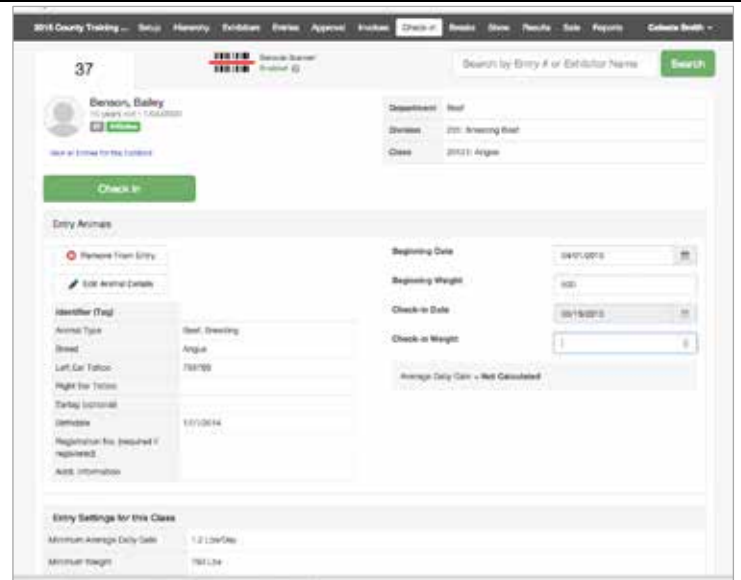 2015 County Training ... Setup Hierarchy Exhibitors Entries Approval Invoices Check-in Breaks Show Results Sale Reports Celeste Smith
37
Barcode Scanner
Enabled
Search by Entry # or Exhibitor Name
Search
Benson, Bailey
View all Entries for this Exhibitor
Check In
Department Beef
Division Breeding Beef
Class Angus
Entry Animals
Remove From Entry
Edit Animal Details
Identifier (Tag)
Animal Type Beef, Breeding
Breed Angus
Left Ear Tattoo
Right Ear Tattoo
Eartag (optional)
Birthdate
Registration No. (required if registered)
Addl. Information
Beginning Date
Beginning Weight
Check-in Date
Check-in Weight
Average Daily Gain = Not Calculated
Entry Settings for this Class
Minimum Average Daily Gain 1.2 Lbs/Day
Minimum Weight